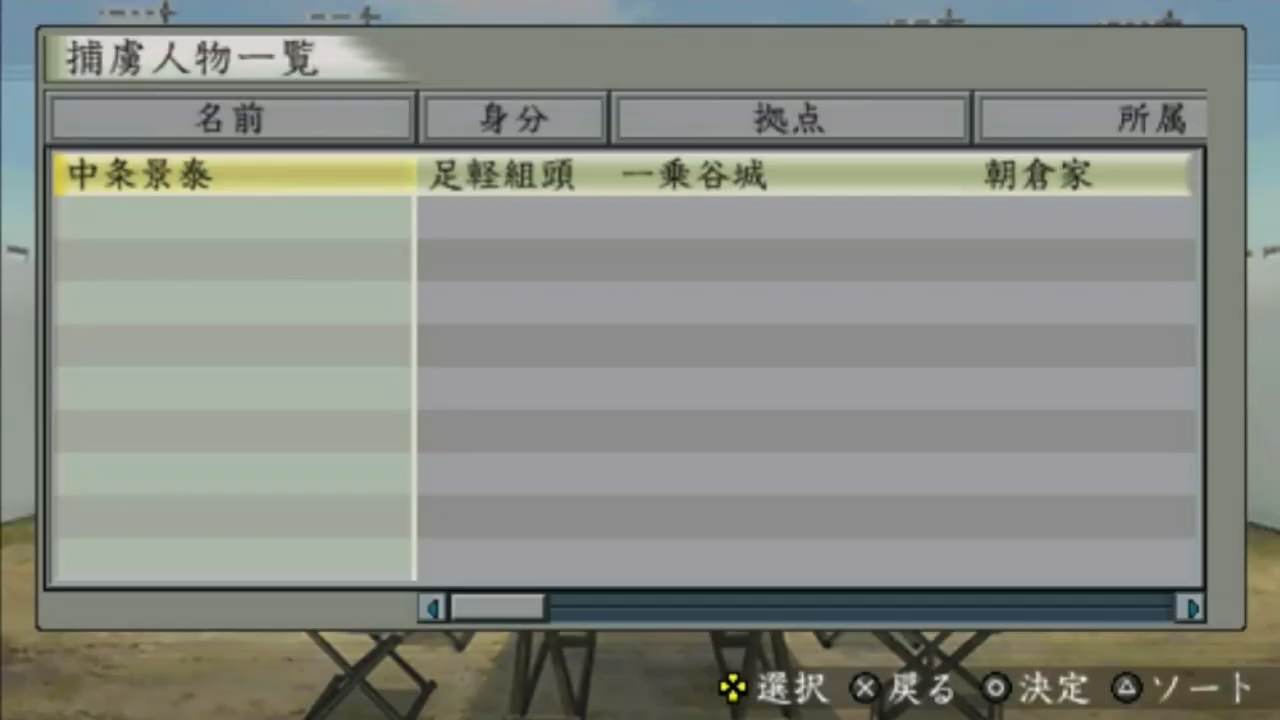 捕虜人物一覧
名前 身分 拠点 所属
中条景泰 足軽組頭 一乗谷城 朝倉家
選択 戻る 決定 ソート